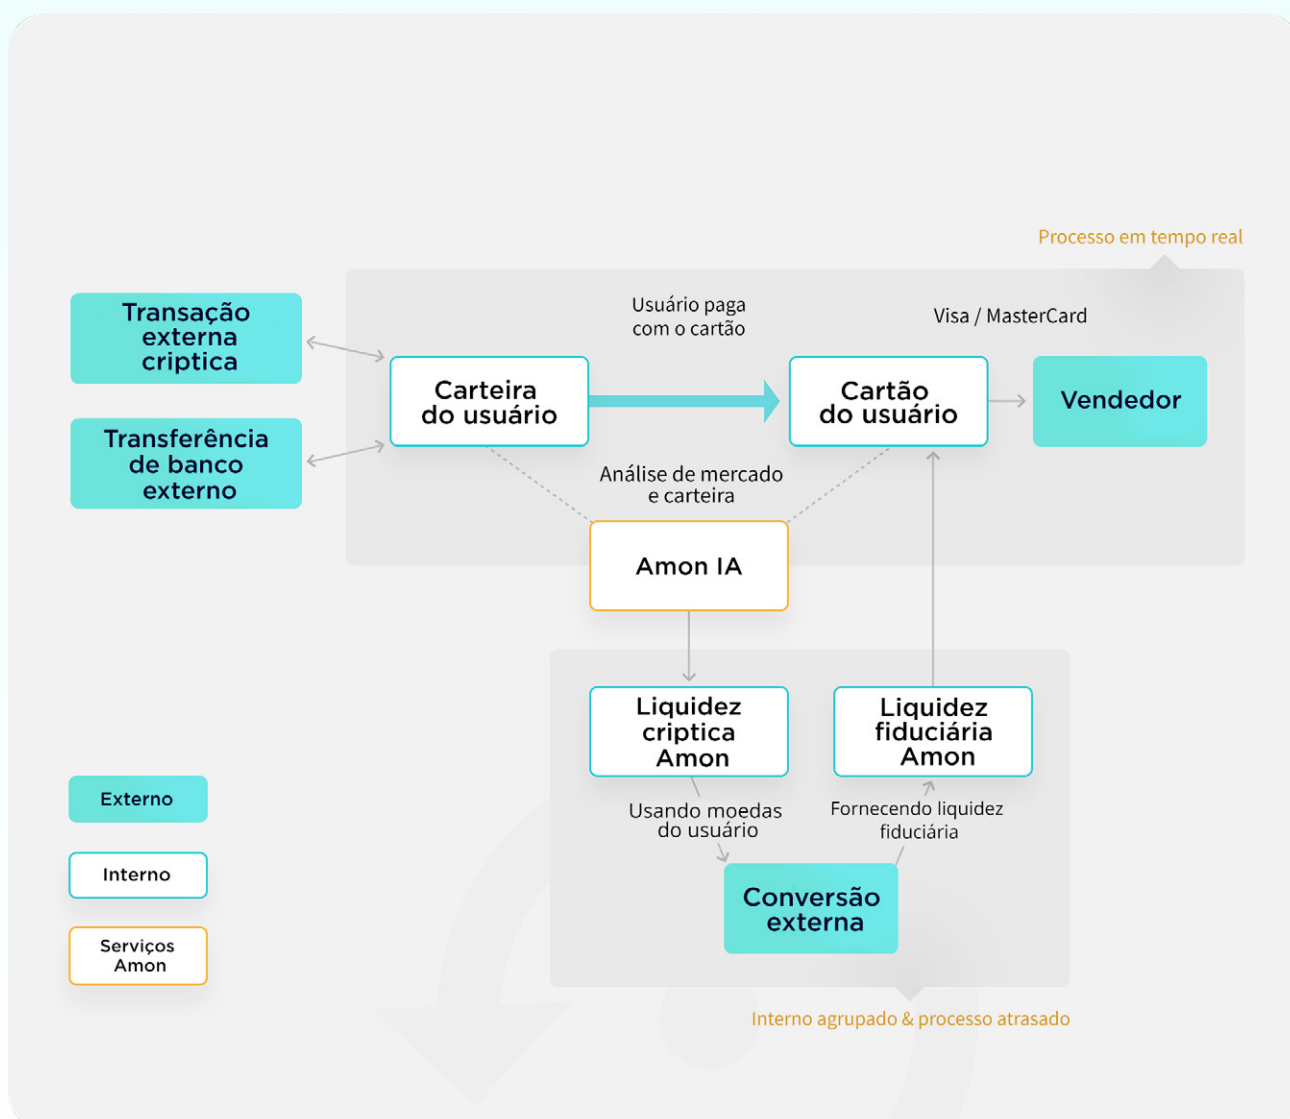 Processo em tempo real
Transação
externa
criptica
Usuário paga
com o cartão
Visa / MasterCard
Carteira
do usuário
Cartão
do usuário
Vendedor
Transferência
de banco
externo
Análise de mercado
e carteira
Amon IA
Liquidez
criptica
Amon
Liquidez
fiduciária
Amon
Usando moedas
do usuário
Fornecendo liquidez
fiduciária
Conversão
externa
Interno agrupado & processo atrasado
Externo
Interno
Serviços
Amon